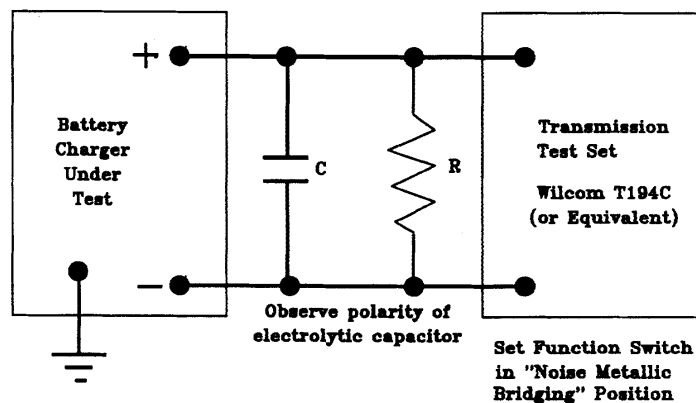 +
Battery
Charger
Under
Test
−
C
R
Transmission
Test Set
Wilcom T194C
(or Equivalent)
Observe polarity of
electrolytic capacitor
Set Function Switch
in "Noise Metallic
Bridging" Position